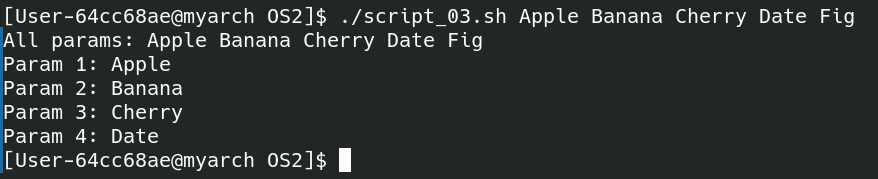 [User-64cc68ae@myarch OS2]$ ./script_03.sh Apple Banana Cherry Date Fig
All params: Apple Banana Cherry Date Fig
Param 1: Apple
Param 2: Banana
Param 3: Cherry
Param 4: Date
[User-64cc68ae@myarch OS2]$